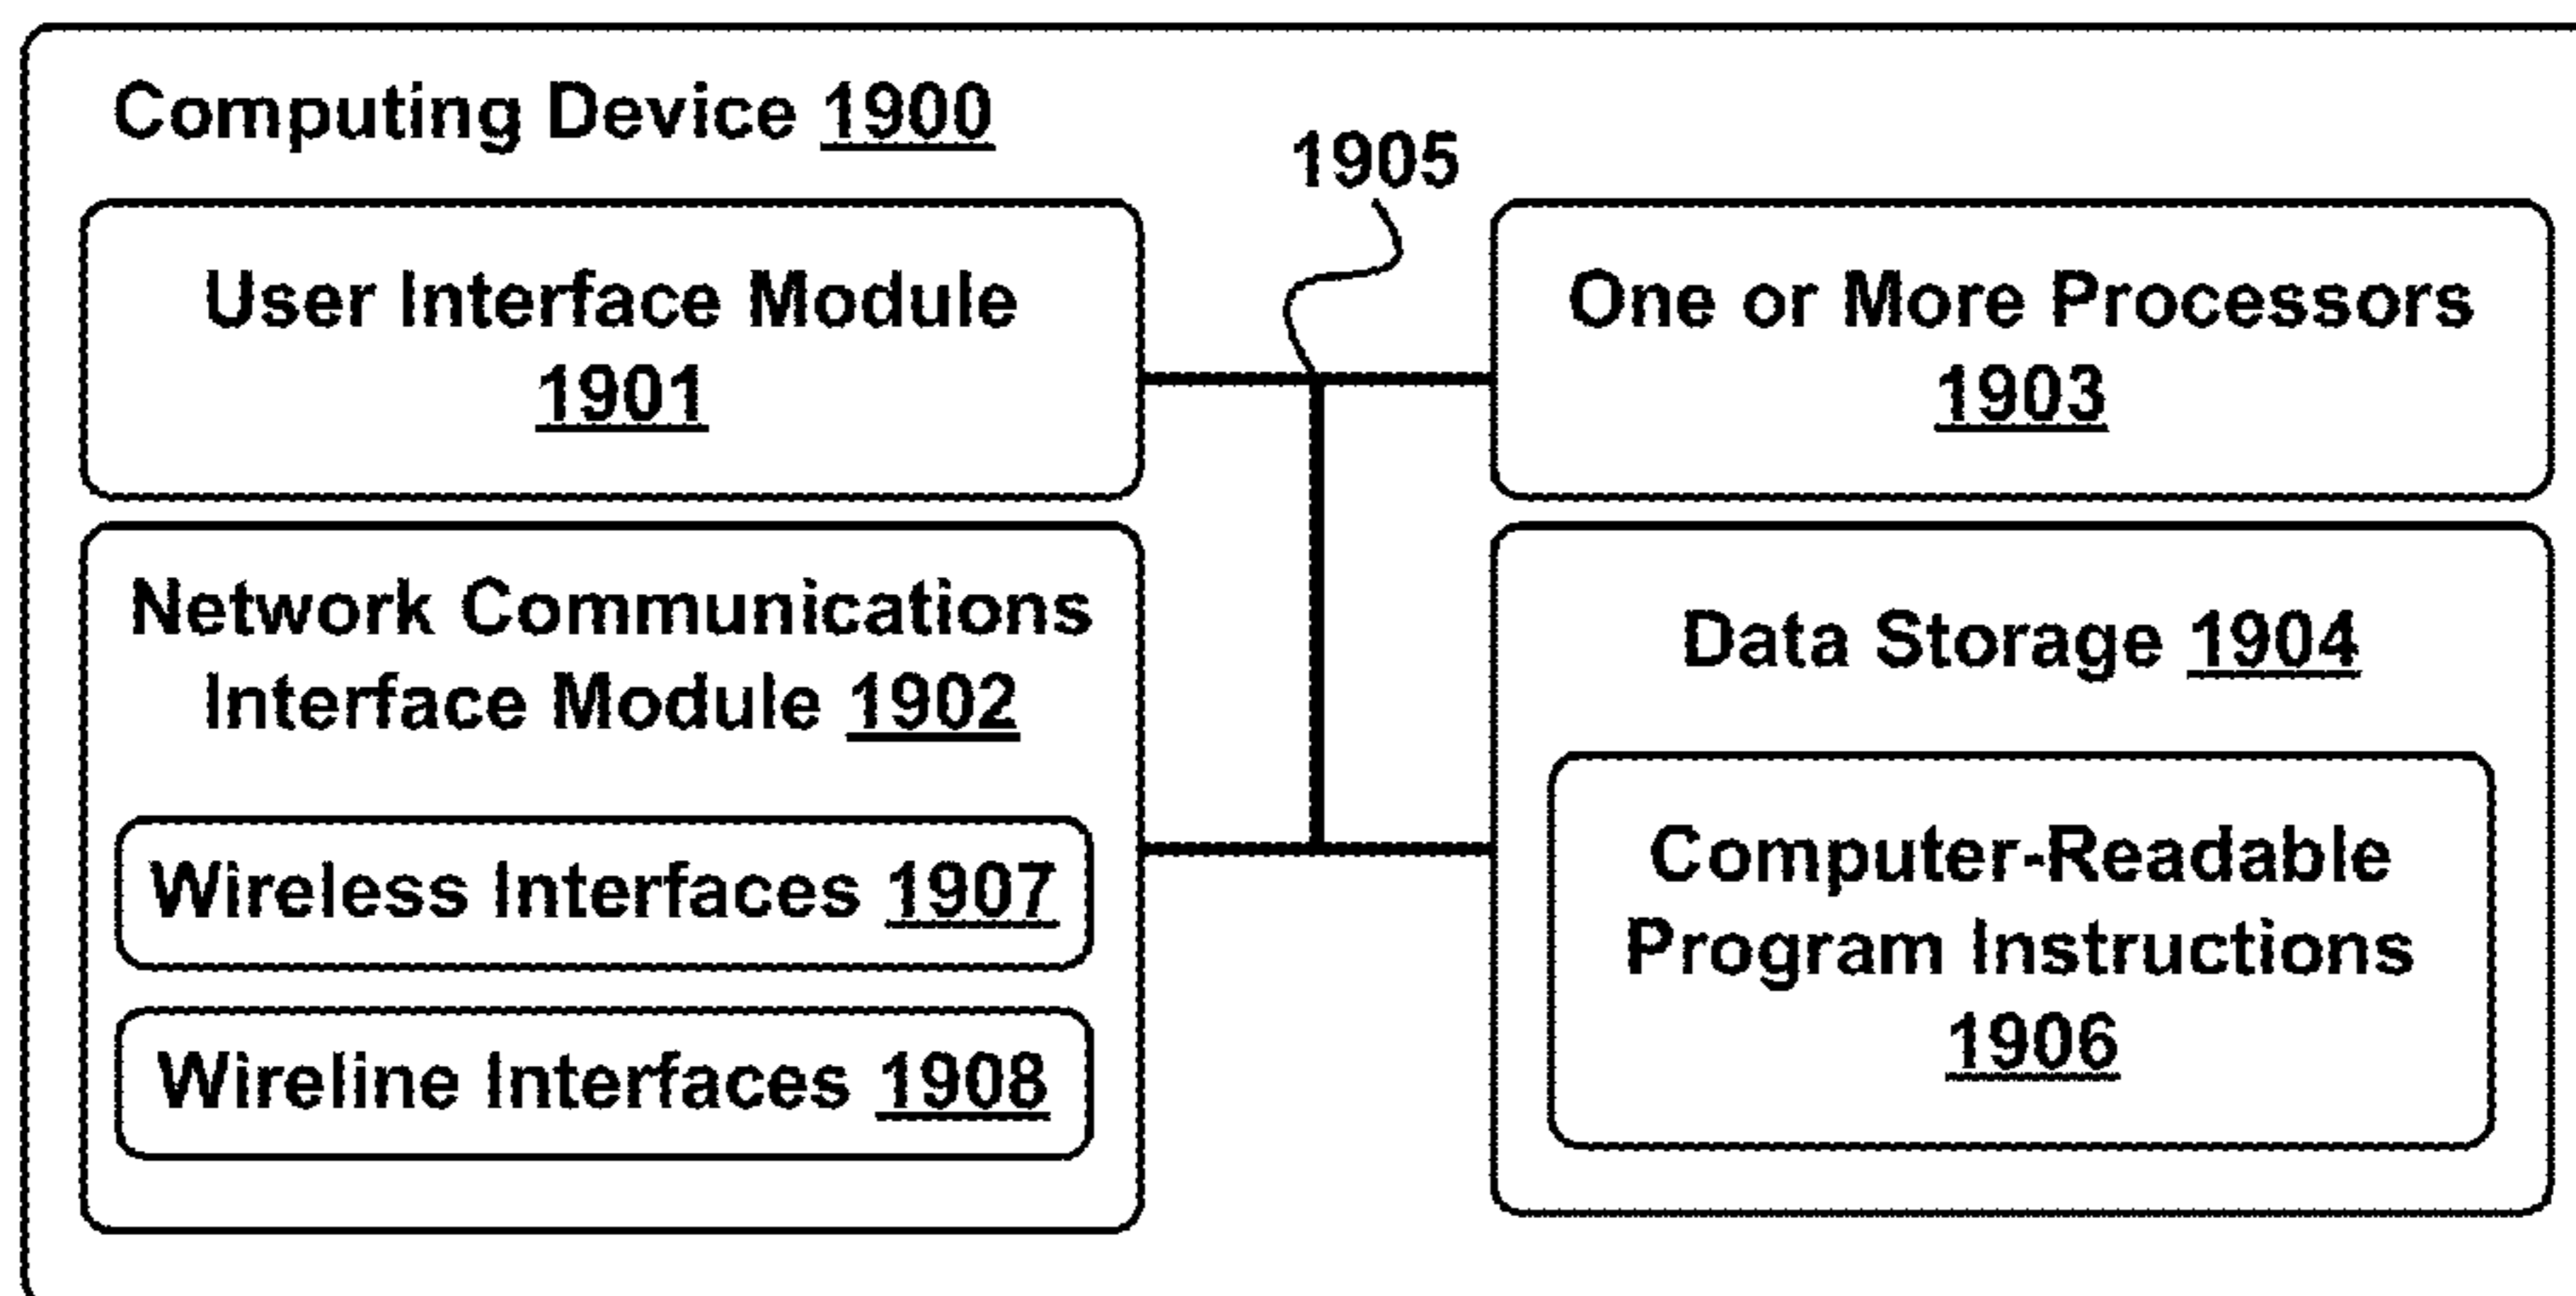 Computing Device 1900
1905
User Interface Module
1901
One or More Processors
1903
Network Communications
Interface Module 1902
Wireless Interfaces 1907
Wireline Interfaces 1908
Data Storage 1904
Computer-Readable
Program Instructions
1906